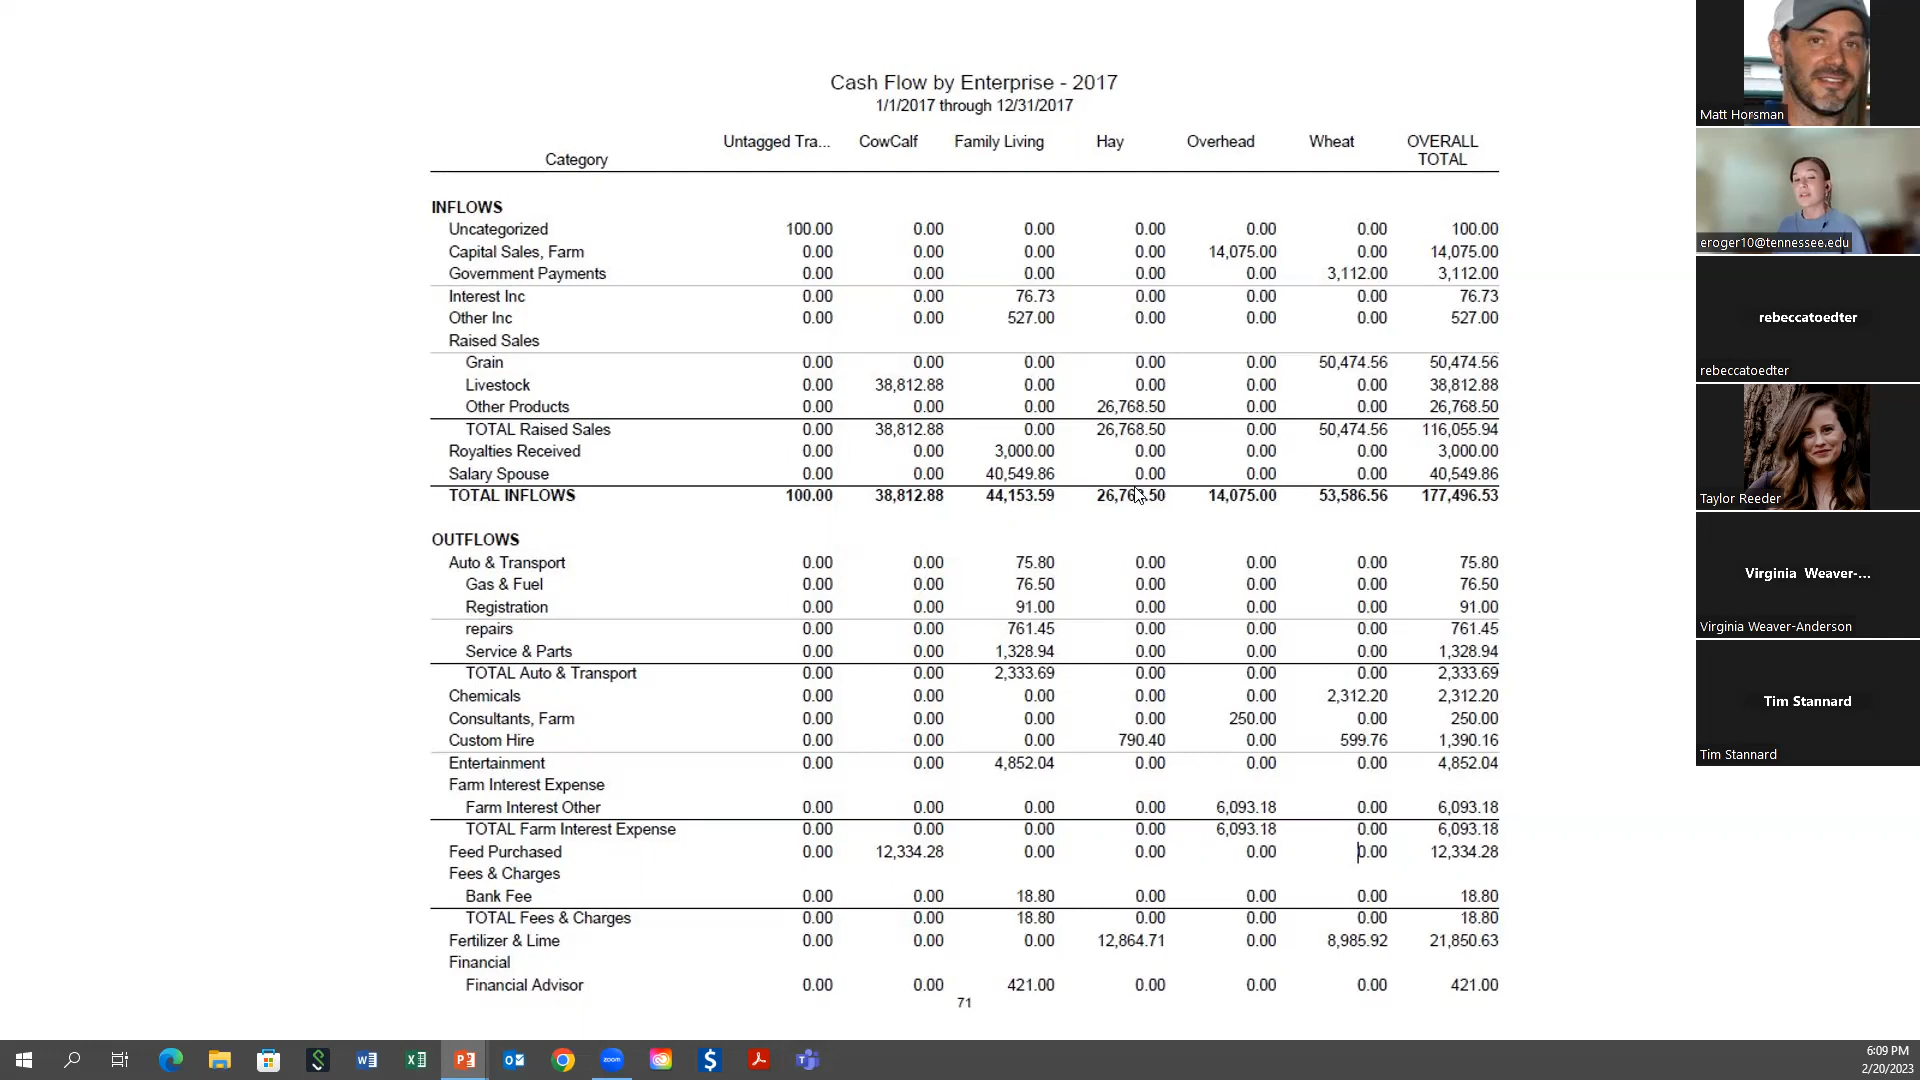 Cash Flow by Enterprise - 2017
1/1/2017 through 12/31/2017
Category Untagged Tra... CowCalf Family Living Hay Overhead Wheat OVERALL TOTAL
INFLOWS
Uncategorized 100.00 0.00 0.00 0.00 0.00 0.00 100.00
Capital Sales, Farm 0.00 0.00 0.00 0.00 14,075.00 0.00 14,075.00
Government Payments 0.00 0.00 0.00 0.00 0.00 3,112.00 3,112.00
Interest Inc 0.00 0.00 76.73 0.00 0.00 0.00 76.73
Other Inc 0.00 0.00 527.00 0.00 0.00 0.00 527.00
Raised Sales
Grain 0.00 0.00 0.00 0.00 0.00 50,474.56 50,474.56
Livestock 0.00 38,812.88 0.00 0.00 0.00 0.00 38,812.88
Other Products 0.00 0.00 0.00 26,768.50 0.00 0.00 26,768.50
TOTAL Raised Sales 0.00 38,812.88 0.00 26,768.50 0.00 50,474.56 116,055.94
Royalties Received 0.00 0.00 3,000.00 0.00 0.00 0.00 3,000.00
Salary Spouse 0.00 0.00 40,549.86 0.00 0.00 0.00 40,549.86
TOTAL INFLOWS 100.00 38,812.88 44,153.59 26,768.50 14,075.00 53,586.56 177,496.53
OUTFLOWS
Auto & Transport 0.00 0.00 75.80 0.00 0.00 0.00 75.80
Gas & Fuel 0.00 0.00 76.50 0.00 0.00 0.00 76.50
Registration 0.00 0.00 91.00 0.00 0.00 0.00 91.00
repairs 0.00 0.00 761.45 0.00 0.00 0.00 761.45
Service & Parts 0.00 0.00 1,328.94 0.00 0.00 0.00 1,328.94
TOTAL Auto & Transport 0.00 0.00 2,333.69 0.00 0.00 0.00 2,333.69
Chemicals 0.00 0.00 0.00 0.00 0.00 2,312.20 2,312.20
Consultants, Farm 0.00 0.00 0.00 0.00 250.00 0.00 250.00
Custom Hire 0.00 0.00 0.00 790.40 0.00 599.76 1,390.16
Entertainment 0.00 0.00 4,852.04 0.00 0.00 0.00 4,852.04
Farm Interest Expense
Farm Interest Other 0.00 0.00 0.00 0.00 6,093.18 0.00 6,093.18
TOTAL Farm Interest Expense 0.00 0.00 0.00 0.00 6,093.18 0.00 6,093.18
Feed Purchased 0.00 12,334.28 0.00 0.00 0.00 0.00 12,334.28
Fees & Charges
Bank Fee 0.00 0.00 18.80 0.00 0.00 0.00 18.80
TOTAL Fees & Charges 0.00 0.00 18.80 0.00 0.00 0.00 18.80
Fertilizer & Lime 0.00 0.00 0.00 12,864.71 0.00 8,985.92 21,850.63
Financial
Financial Advisor 0.00 0.00 421.00 0.00 0.00 0.00 421.00
71
Matt Horsman
eroger10@tennessee.edu
rebeccatoedter
rebeccatoedter
Taylor Reeder
Virginia Weaver-...
Virginia Weaver-Anderson
Tim Stannard
Tim Stannard
zoom
6:09 PM
2/20/2023